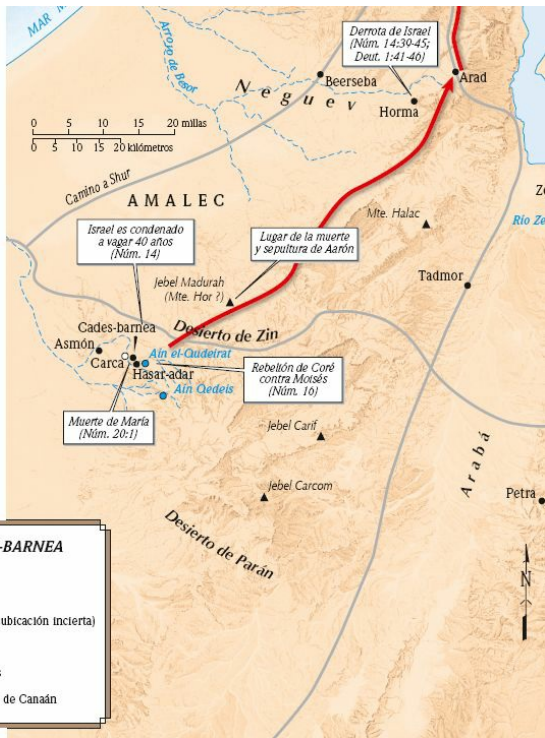 MAR M
Arroyo de Besor
Derrota de Israel
(Núm. 14:39-45;
Deut. 1:41-46)
Beerseba
Arad
Néguev
Horma
0 5 10 15 20 millas
0 5 10 15 20 kilómetros
Camino a Shur
AMALEC
Israel es condenado
a vagar 40 años
(Núm. 14)
Lugar de la muerte
y sepultura de Aarón
Mte. Halac
Río Ze
Jebel Madurah
(Mte. Hor ?)
Tadmor
Desierto de Zin
Cades-barnea
Asmón
Ain el-Qudeirat
Carca
Hasar-adar
Rebelión de Coré
contra Moisés
(Núm. 16)
Ain Qedeis
Muerte de María
(Núm. 20:1)
Jebel Carif
Arabá
Jebel Carcom
Petra
Desierto de Parán
-BARNEA
N
ubicación incierta)
s
de Canaán